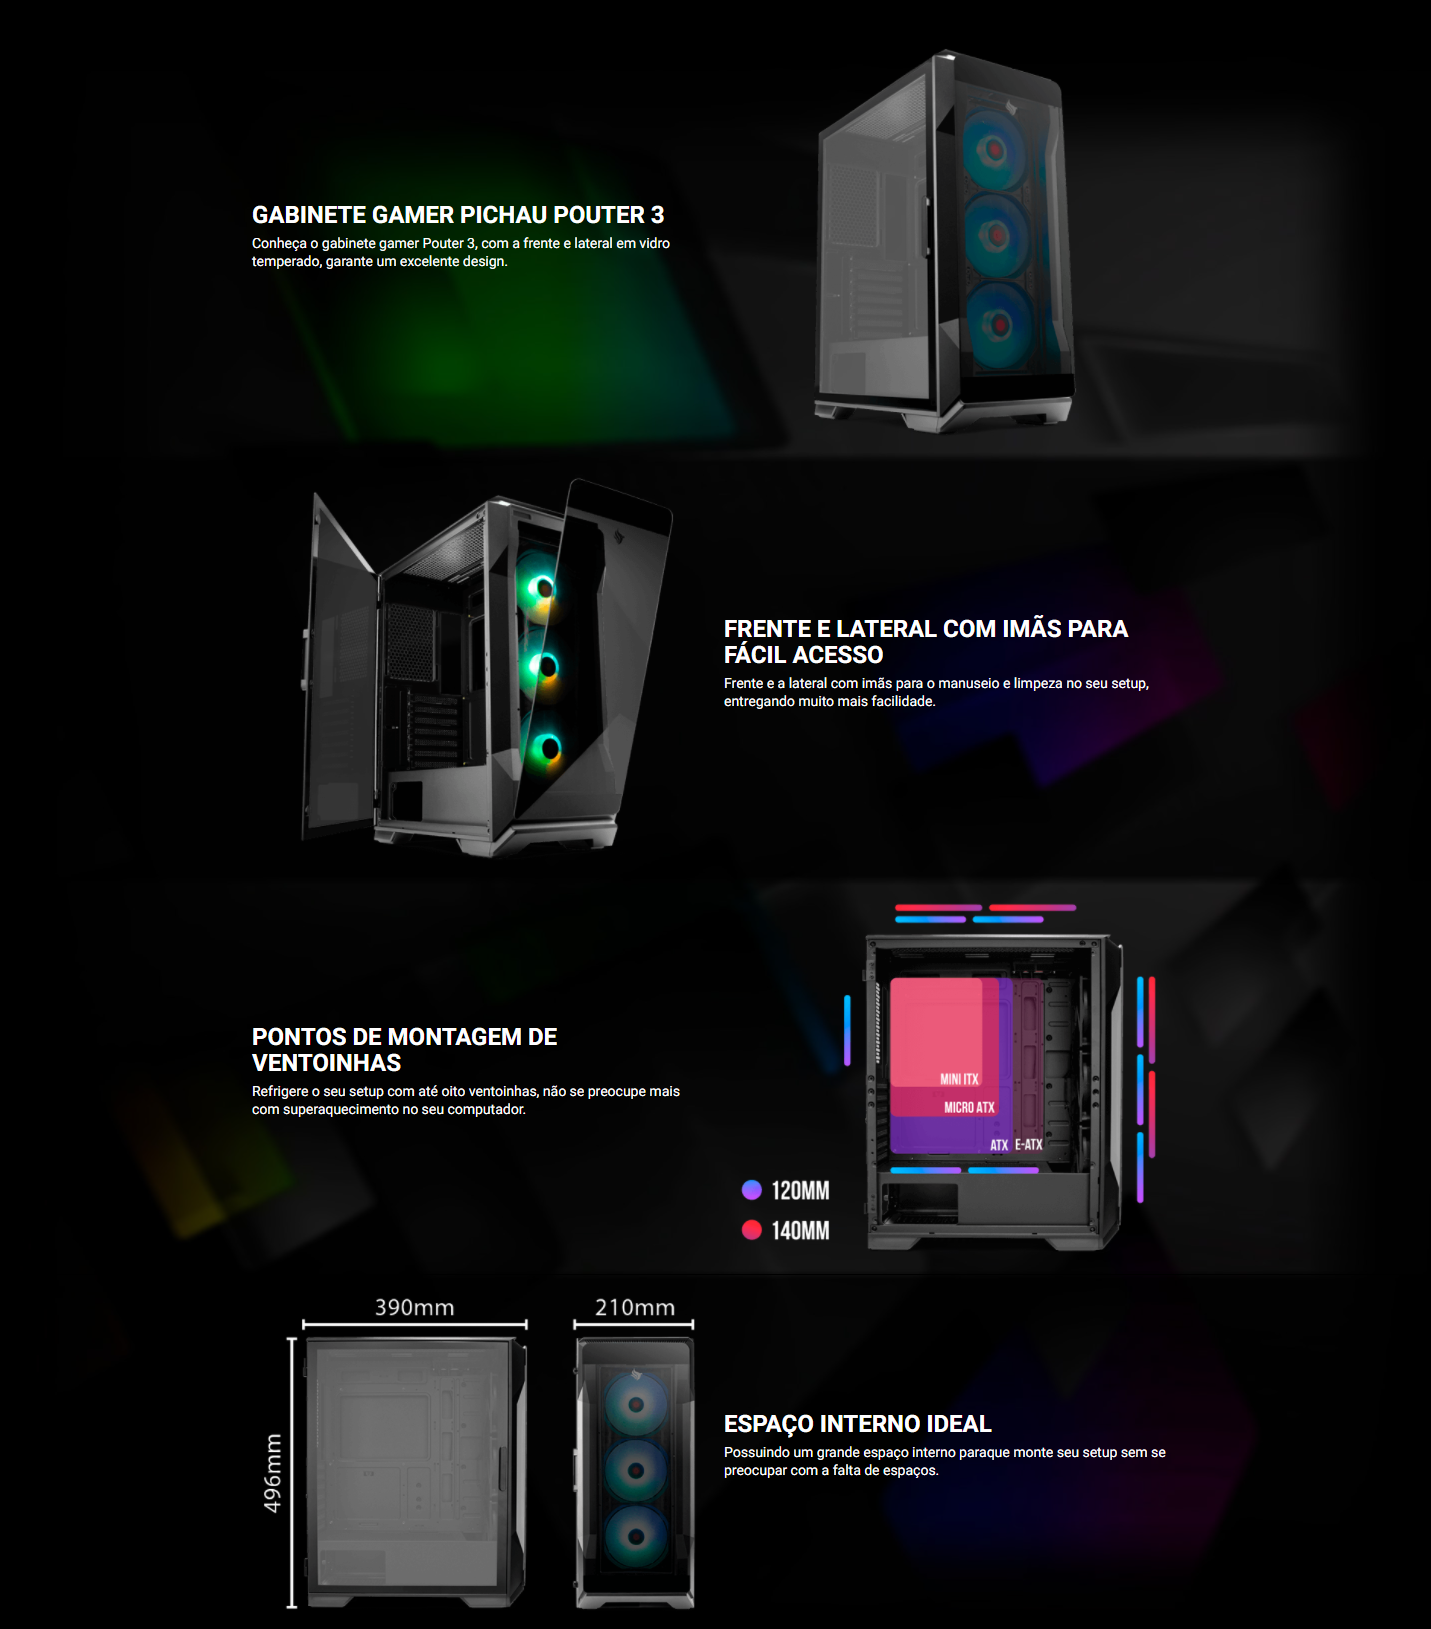 GABINETE GAMER PICHAU POUTER 3
Conheça o gabinete gamer Pouter 3, com a frente e lateral em vidro
temperado, garante um excelente design.
FRENTE E LATERAL COM IMÃS PARA
FÁCIL ACESSO
Frente e a lateral com imãs para o manuseio e limpeza no seu setup,
entregando muito mais facilidade.
PONTOS DE MONTAGEM DE
VENTOINHAS
Refrigere o seu setup com até oito ventoinhas, não se preocupe mais
com superaquecimento no seu computador.
MINI ITX
MICRO ATX
ATX E-ATX
120MM
140MM
390mm
210mm
496mm
ESPAÇO INTERNO IDEAL
Possuindo um grande espaço interno paraque monte seu setup sem se
preocupar com a falta de espaços.